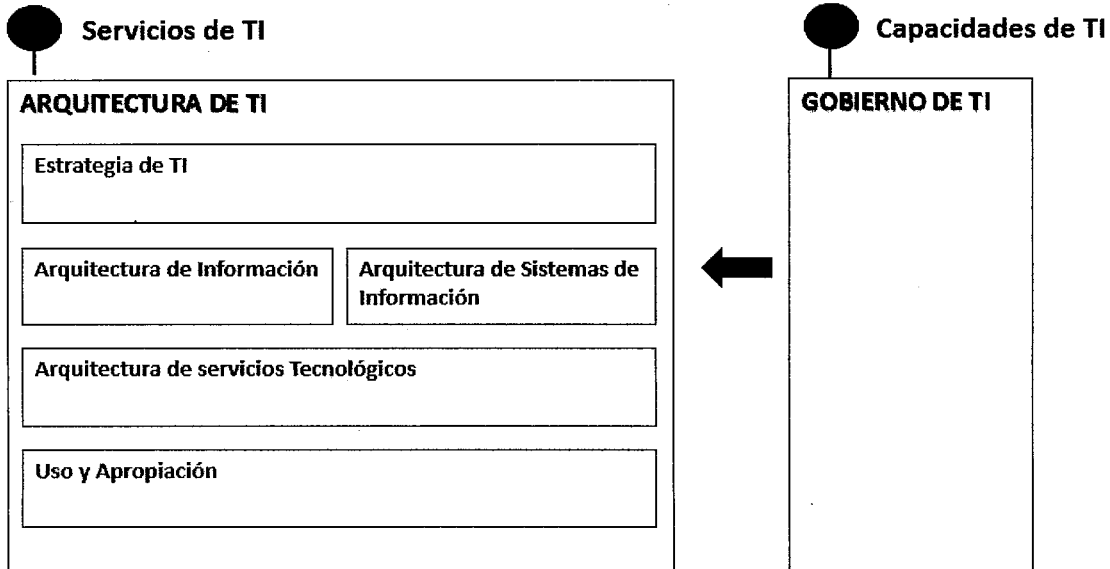 Servicios de TI
Capacidades de TI
ARQUITECTURA DE TI
GOBIERNO DE TI
Estrategia de TI
Arquitectura de Información
Arquitectura de Sistemas de
Información
Arquitectura de servicios Tecnológicos
Uso y Apropiación